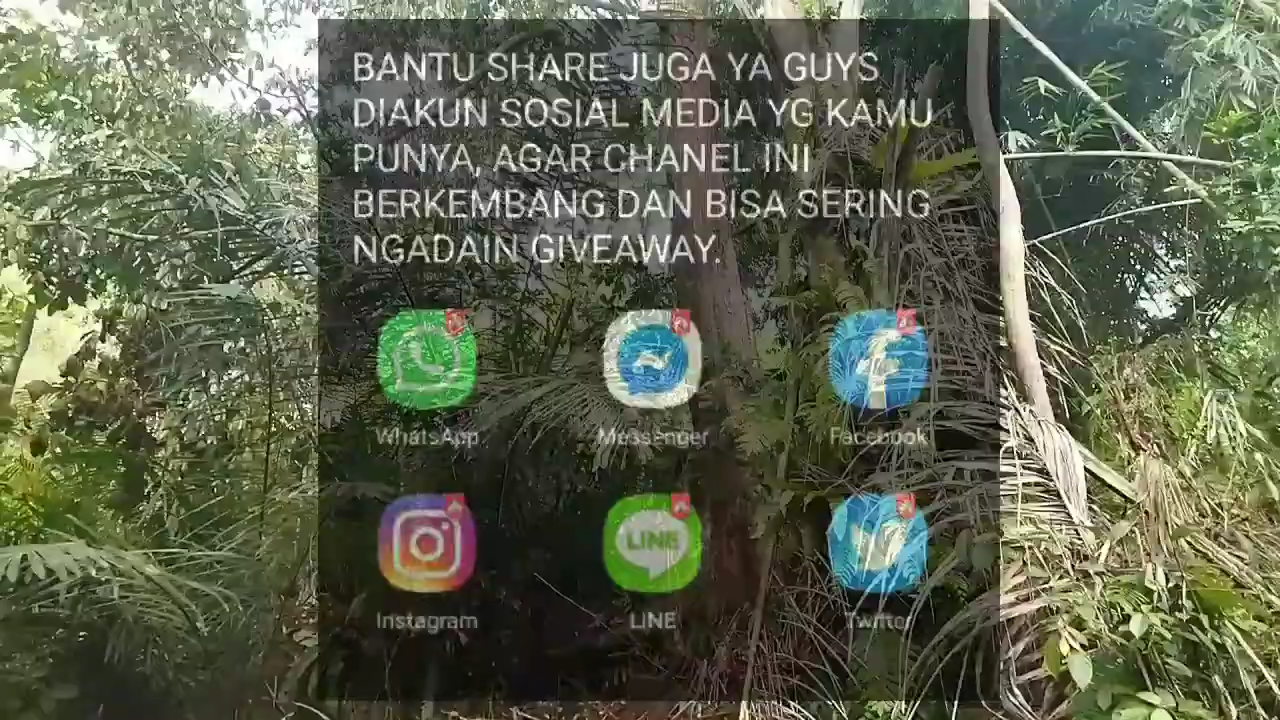 BANTU SHARE JUGA YA GUYS
DIAKUN SOSIAL MEDIA YG KAMU
PUNYA, AGAR CHANEL INI
BERKEMBANG DAN BISA SERING
NGADAIN GIVEAWAY.
WhatsApp Messenger Facebook
LINE
Instagram LINE Twitter